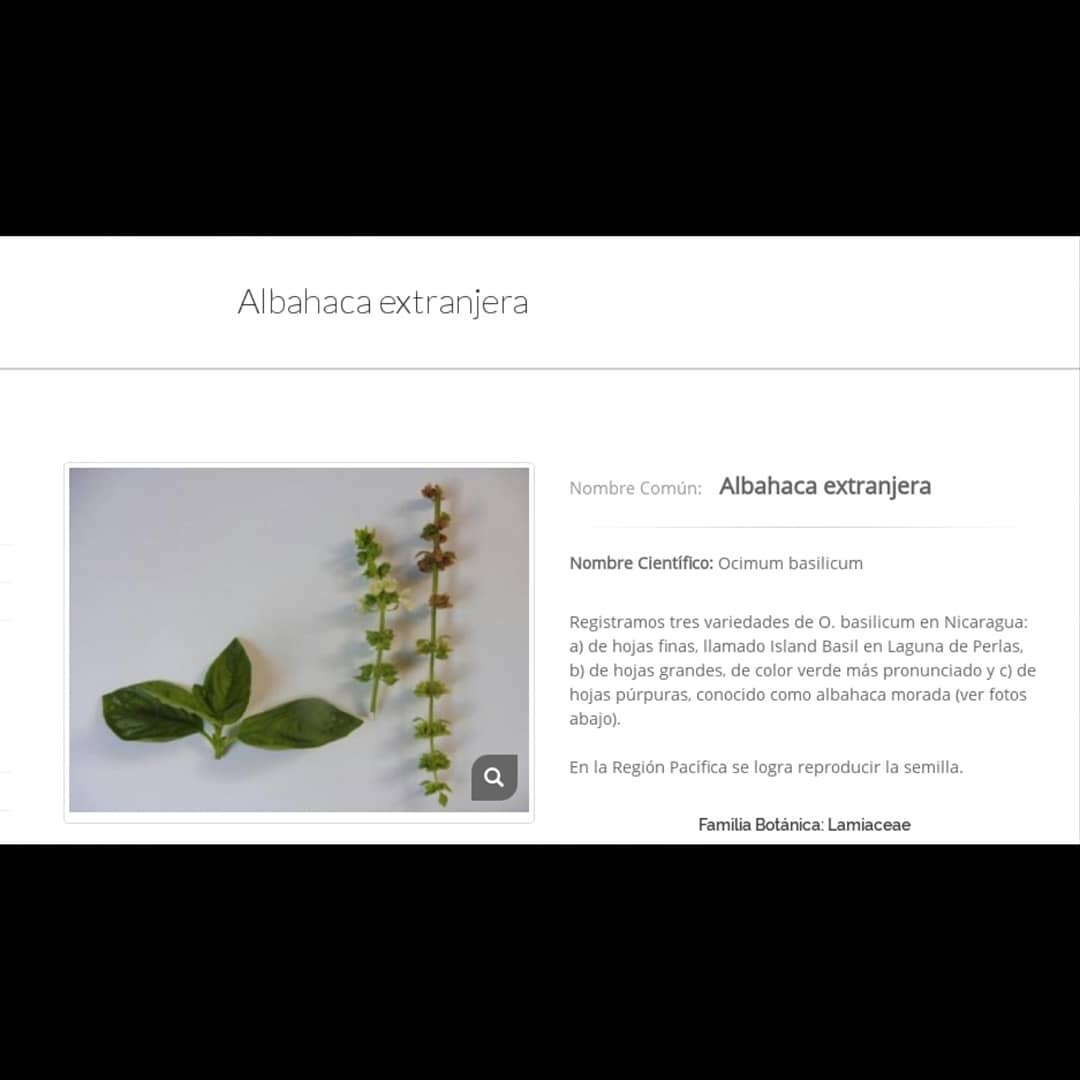 Albahaca extranjera
Nombre Común: Albahaca extranjera
Nombre Científico: Ocimum basilicum
Registramos tres variedades de O. basilicum en Nicaragua:
a) de hojas finas, llamado Island Basil en Laguna de Perlas,
b) de hojas grandes, de color verde más pronunciado y c) de
hojas púrpuras, conocido como albahaca morada (ver fotos
abajo).
En la Región Pacífica se logra reproducir la semilla.
Familia Botánica: Lamiaceae